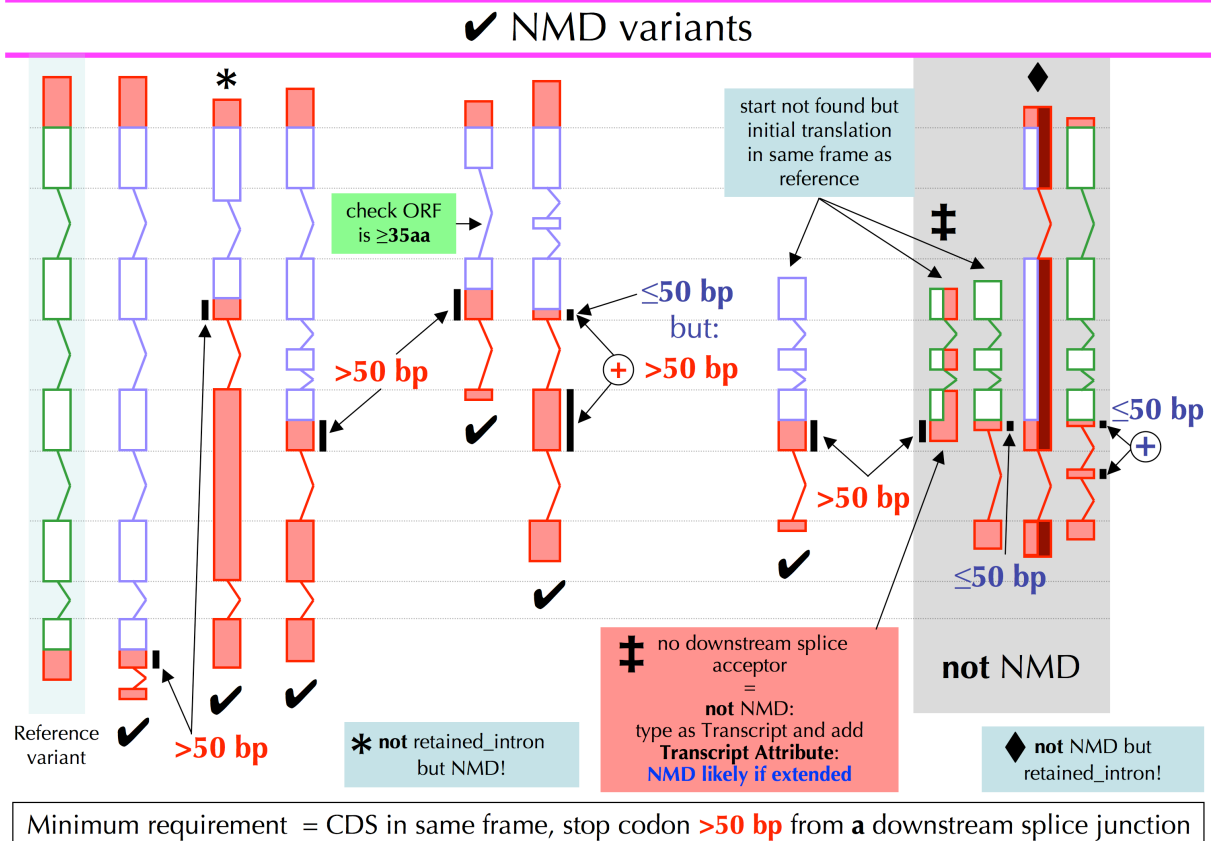 ✔ NMD variants
*
♦
start not found but
initial translation
in same frame as
reference
‡
check ORF
is ≥35aa
≤50 bp
but:
>50 bp
+ >50 bp
≤50 bp
+
>50 bp
≤50 bp
‡ no downstream splice
acceptor
=
not NMD:
type as Transcript and add
Transcript Attribute:
NMD likely if extended
not NMD
Reference
variant
>50 bp
* not retained_intron
but NMD!
♦ not NMD but
retained_intron!
Minimum requirement = CDS in same frame, stop codon >50 bp from a downstream splice junction